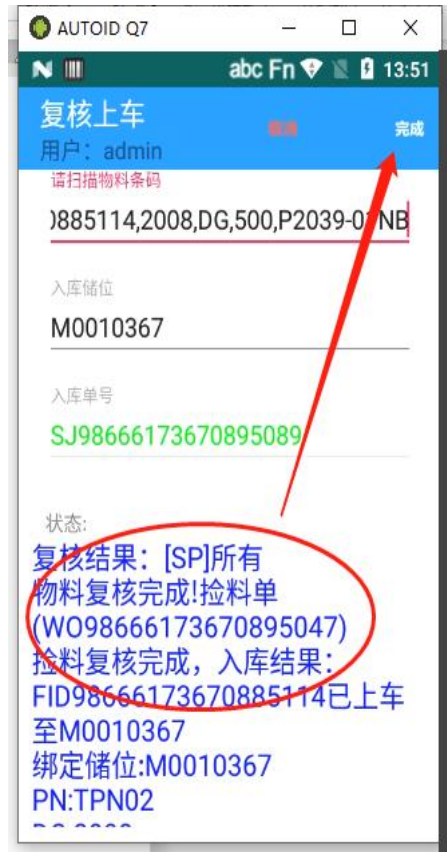 AUTOID Q7
abc Fn 13:51
复核上车
取消
完成
用户：admin
请扫描物料条码
0885114,2008,DG,500,P2039-01NB
入库储位
M0010367
入库单号
SJ98666173670895089
状态:
复核结果：[SP]所有
物料复核完成!捡料单
(WO98666173670895047)
捡料复核完成，入库结果：
FID98666173670885114已上车
至M0010367
绑定储位:M0010367
PN:TPN02